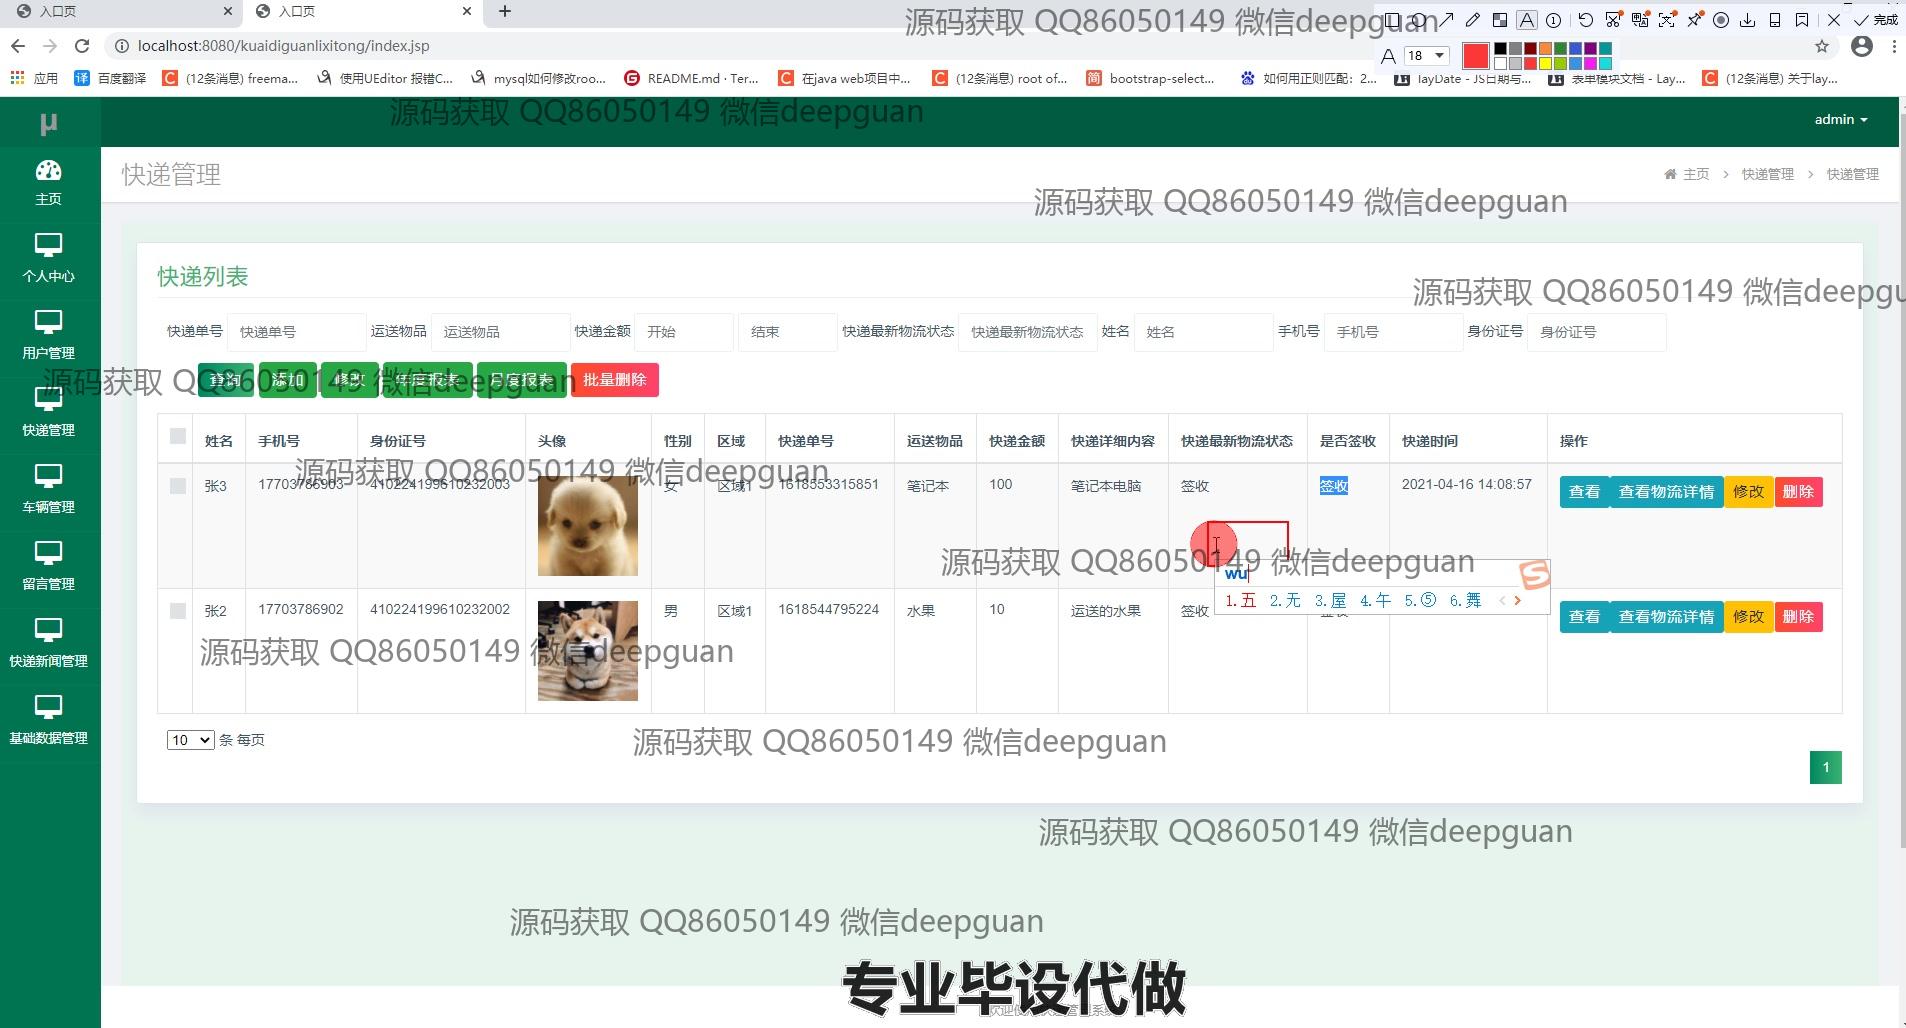 入口页
入口页
完成
localhost:8080/kuaidiguanlixitong/index.jsp
18
应用 百度翻译 (12条消息) freema... 使用UEditor 报错C... mysql如何修改roo... README.md · Ter... 在java web项目中... (12条消息) root of... bootstrap-select... 如何用正则匹配：2... layDate - JS日期与... 表单模块文档 - Lay... (12条消息) 关于lay...
源码获取 QQ86050149 微信deepguan
源码获取 QQ86050149 微信deepguan
μ
admin
快递管理
主页 > 快递管理 > 快递管理
源码获取 QQ86050149 微信deepguan
主页
个人中心
用户管理
快递管理
车辆管理
留言管理
快递新闻管理
基础数据管理
快递列表
源码获取 QQ86050149 微信deepgu
快递单号 快递单号 运送物品 运送物品 快递金额 开始 结束 快递最新物流状态 快递最新物流状态 姓名 姓名 手机号 手机号 身份证号 身份证号
查询 添加 修改 年度报表 月度报表 批量删除
源码获取 QQ86050149 微信deepguan
姓名 手机号 身份证号 头像 性别 区域 快递单号 运送物品 快递金额 快递详细内容 快递最新物流状态 是否签收 快递时间 操作
源码获取 QQ86050149 微信deepguan
张3 17703786903 410224199610232003 女 区域1 1618553315851 笔记本 100 笔记本电脑 签收 签收 2021-04-16 14:08:57 查看 查看物流详情 修改 删除
源码获取 QQ86050149 微信deepguan
wu
1.五 2.无 3.屋 4.午 5.⑤ 6.舞
张2 17703786902 410224199610232002 男 区域1 1618544795224 水果 10 运送的水果 签收 查看 查看物流详情 修改 删除
源码获取 QQ86050149 微信deepguan
10 条 每页
源码获取 QQ86050149 微信deepguan
1
源码获取 QQ86050149 微信deepguan
源码获取 QQ86050149 微信deepguan
专业毕设代做